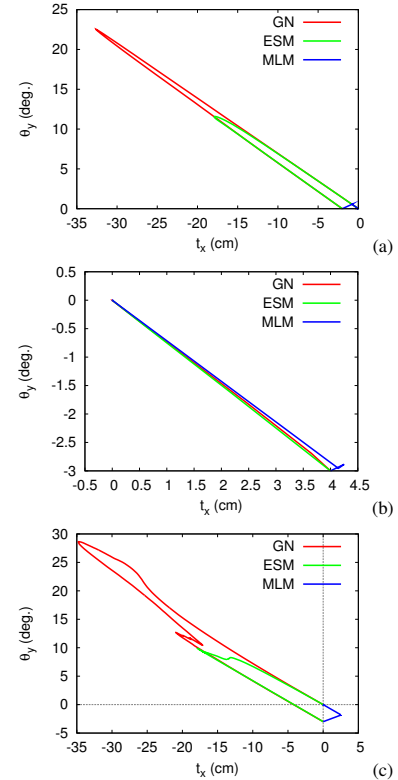 25
20
15
10
5
0
-35 -30 -25 -20 -15 -10 -5 0
θy (deg.)
tx (cm)
GN
ESM
MLM
(a)
0.5
0
-0.5
-1
-1.5
-2
-2.5
-3
-0.5 0 0.5 1 1.5 2 2.5 3 3.5 4 4.5
θy (deg.)
tx (cm)
GN
ESM
MLM
(b)
30
25
20
15
10
5
0
-5
-35 -30 -25 -20 -15 -10 -5 0 5
θy (deg.)
tx (cm)
GN
ESM
MLM
(c)